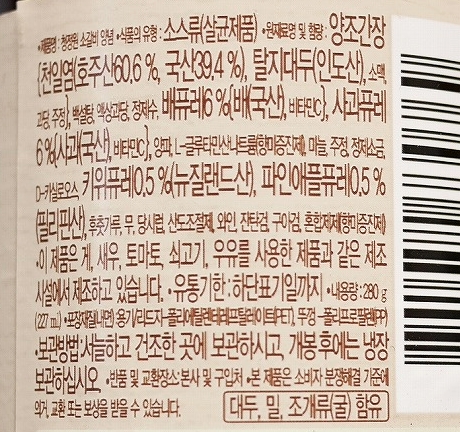 •제품명 : 청정원 소갈비 양념 •식품의 유형 : 소스류(살균제품) •원재료명 및 함량 : 양조간장
{천일염(호주산60.6 %, 국산39.4 %), 탈지대두(인도산), 소맥,
과당, 주정}, 백설탕, 액상과당, 정제수, 배퓨레6 %{배(국산), 비타민C}, 사과퓨레
6 %{사과(국산), 비타민C}, 양파, L-글루타민산나트륨(향미증진제), 마늘, 주정, 정제소금,
D-카실로오스, 키위퓨레0.5 %(뉴질랜드산), 파인애플퓨레0.5 %
(필리핀산), 후춧가루, 무, 당시럽, 산도조절제, 와인, 잔탄검, 구아검, 혼합제제(향미증진제)
•이 제품은 게, 새우, 토마토, 쇠고기, 우유를 사용한 제품과 같은 제조
시설에서 제조하고 있습니다. •유통기한 : 하단표기일까지 •내용량 : 280 g
(227 mL) •포장재질(내면) : 용기/리드지-폴리에틸렌테레프탈레이트(PET), 뚜껑-폴리프로필렌(PP)
•보관방법 : 서늘하고 건조한 곳에 보관하시고, 개봉 후에는 냉장
보관하십시오. •반품 및 교환장소 : 본사 및 구입처 •본 제품은 소비자 분쟁해결 기준에
의거, 교환 또는 보상을 받을 수 있습니다. 대두, 밀, 조개류(굴) 함유